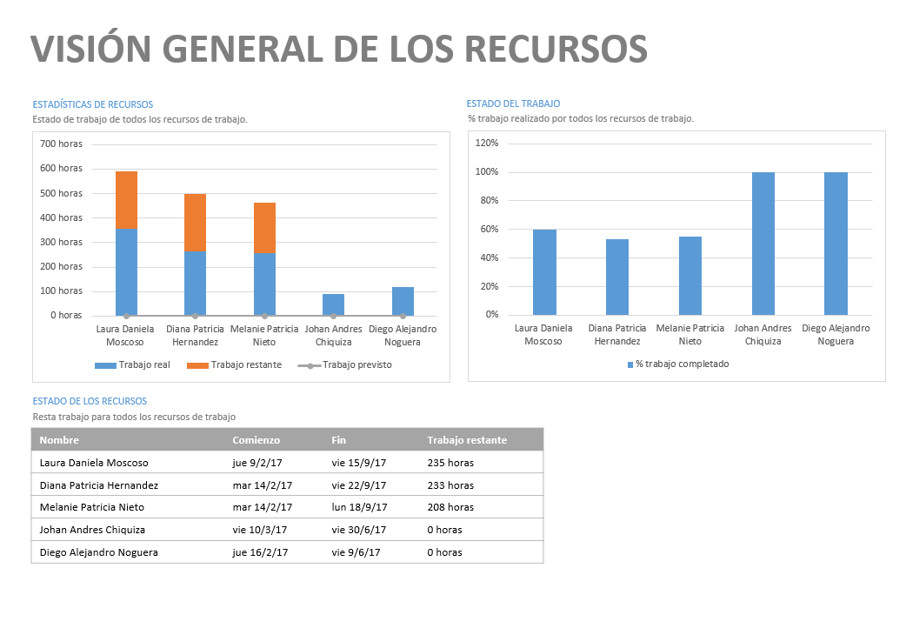 VISIÓN GENERAL DE LOS RECURSOS
ESTADÍSTICAS DE RECURSOS
Estado de trabajo de todos los recursos de trabajo.
700 horas
600 horas
500 horas
400 horas
300 horas
200 horas
100 horas
0 horas
Laura Daniela Diana Patricia Melanie Patricia Johan Andres Diego Alejandro
Moscoso Hernandez Nieto Chiquiza Noguera
Trabajo real Trabajo restante Trabajo previsto
ESTADO DEL TRABAJO
% trabajo realizado por todos los recursos de trabajo.
120%
100%
80%
60%
40%
20%
0%
Laura Daniela Diana Patricia Melanie Patricia Johan Andres Diego Alejandro
Moscoso Hernandez Nieto Chiquiza Noguera
% trabajo completado
ESTADO DE LOS RECURSOS
Resta trabajo para todos los recursos de trabajo
Nombre Comienzo Fin Trabajo restante
Laura Daniela Moscoso jue 9/2/17 vie 15/9/17 235 horas
Diana Patricia Hernandez mar 14/2/17 vie 22/9/17 233 horas
Melanie Patricia Nieto mar 14/2/17 lun 18/9/17 208 horas
Johan Andres Chiquiza vie 10/3/17 vie 30/6/17 0 horas
Diego Alejandro Noguera jue 16/2/17 vie 9/6/17 0 horas